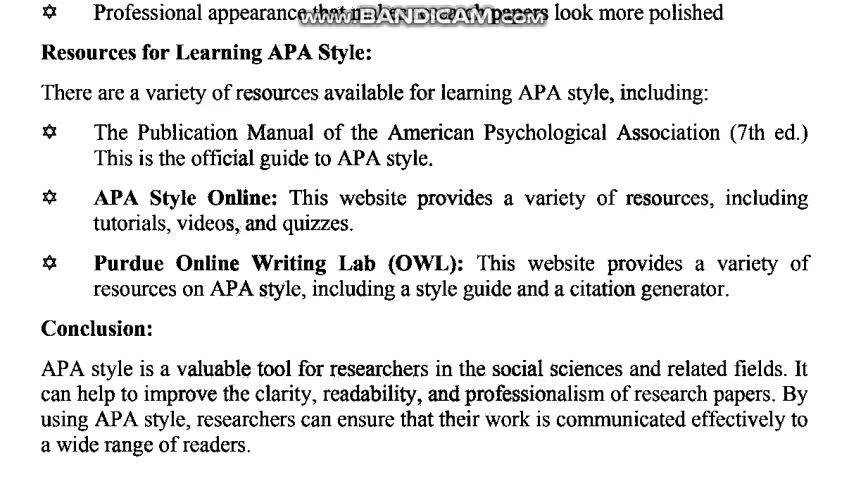 ✡ Professional appearance that papers look more polished
www.BANDICAM.com
Resources for Learning APA Style:
There are a variety of resources available for learning APA style, including:
✡ The Publication Manual of the American Psychological Association (7th ed.)
This is the official guide to APA style.
✡ APA Style Online: This website provides a variety of resources, including
tutorials, videos, and quizzes.
✡ Purdue Online Writing Lab (OWL): This website provides a variety of
resources on APA style, including a style guide and a citation generator.
Conclusion:
APA style is a valuable tool for researchers in the social sciences and related fields. It
can help to improve the clarity, readability, and professionalism of research papers. By
using APA style, researchers can ensure that their work is communicated effectively to
a wide range of readers.